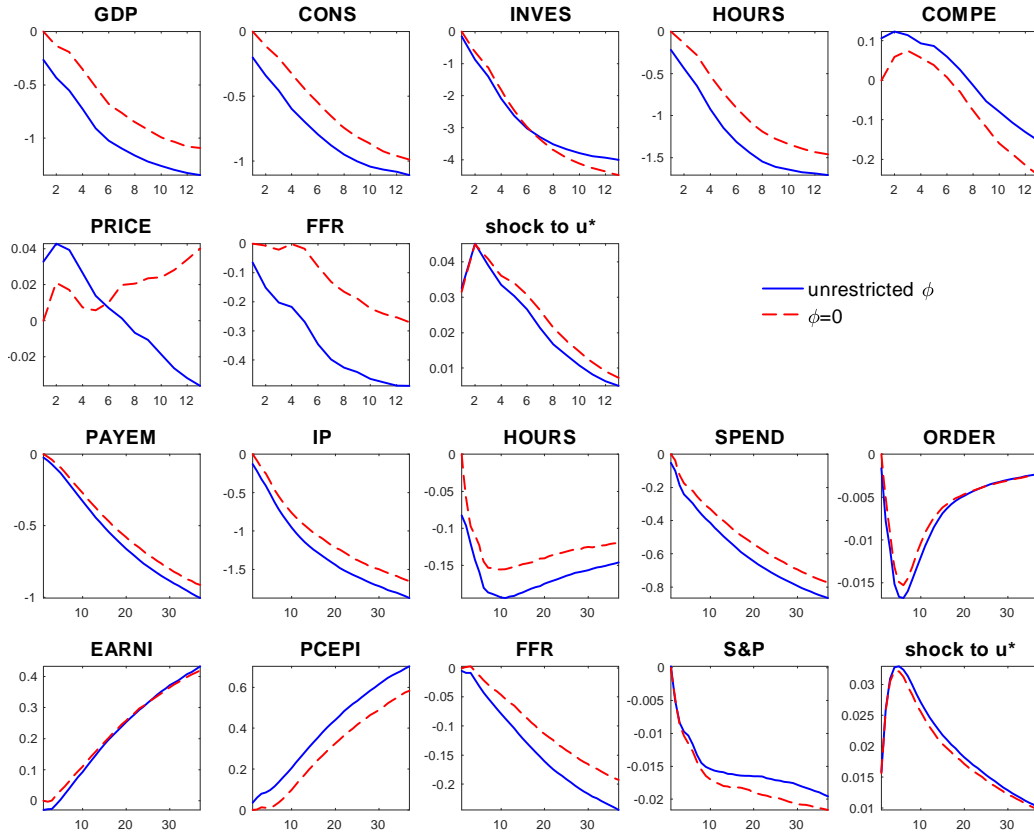 GDP CONS INVES HOURS COMPE
0 0 0 0 0.1
-0.5 -0.5 -1 -0.5 0
-1 -1 -2 -1 -0.1
-3 -1.5 -0.2
-4
2 4 6 8 10 12 2 4 6 8 10 12 2 4 6 8 10 12 2 4 6 8 10 12 2 4 6 8 10 12
PRICE FFR shock to u*
0.04 0 0.04
0.02 -0.1 0.03
0 -0.2 0.02
-0.02 -0.3 0.01
-0.4
2 4 6 8 10 12 2 4 6 8 10 12 2 4 6 8 10 12
unrestricted ϕ
ϕ=0
PAYEM IP HOURS SPEND ORDER
0 0 0 0 0
-0.5 -0.5 -0.05 -0.2 -0.005
-1 -1 -0.1 -0.4 -0.01
-1.5 -0.15 -0.6 -0.015
-0.8
10 20 30 10 20 30 10 20 30 10 20 30 10 20 30
EARNI PCEPI FFR S&P shock to u*
0.4 0.6 0 0 0.03
0.3 0.4 -0.05 -0.005 0.025
0.2 0.2 -0.1 -0.01 0.02
0.1 0 -0.15 -0.015 0.015
0 -0.2 -0.02 0.01
10 20 30 10 20 30 10 20 30 10 20 30 10 20 30